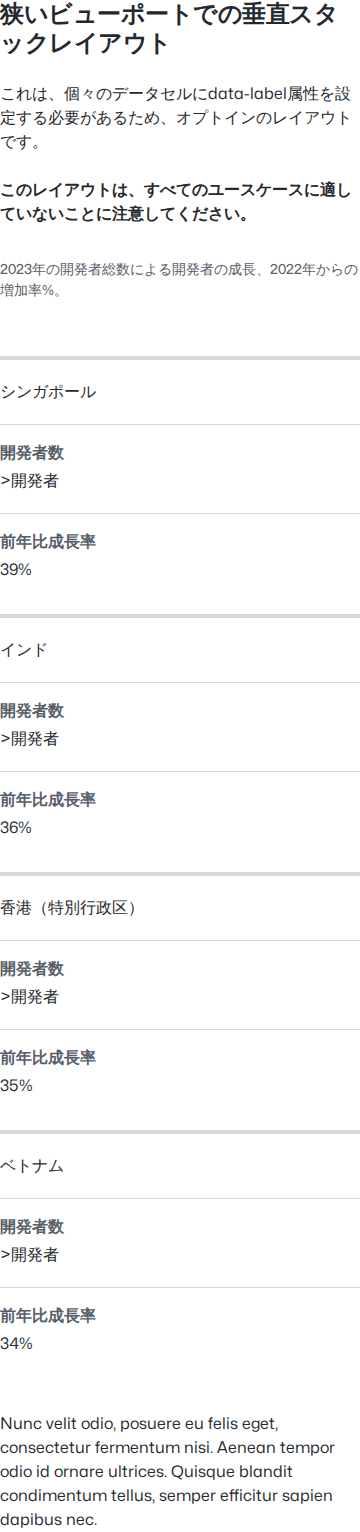 狭いビューポートでの垂直スタ
ックレイアウト
これは、個々のデータセルにdata-label属性を設
定する必要があるため、オプトインのレイアウト
です。
このレイアウトは、すべてのユースケースに適し
ていないことに注意してください。
2023年の開発者総数による開発者の成長、2022年からの
増加率%。
シンガポール
開発者数
>開発者
前年比成長率
39%
インド
開発者数
>開発者
前年比成長率
36%
香港（特別行政区）
開発者数
>開発者
前年比成長率
35%
ベトナム
開発者数
>開発者
前年比成長率
34%
Nunc velit odio, posuere eu felis eget,
consectetur fermentum nisi. Aenean tempor
odio id ornare ultrices. Quisque blandit
condimentum tellus, semper efficitur sapien
dapibus nec.